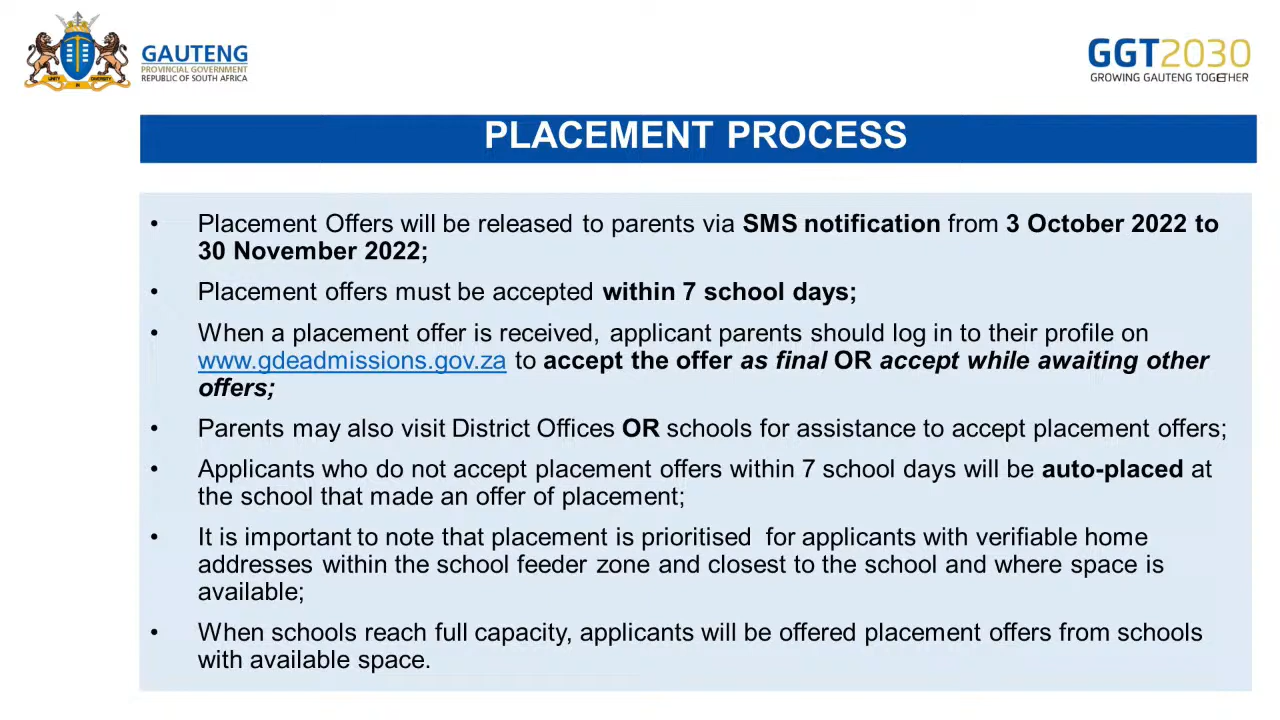 GAUTENG
PROVINCIAL GOVERNMENT
REPUBLIC OF SOUTH AFRICA
UNITY IN DIVERSITY
GGT2030
GROWING GAUTENG TOGETHER
PLACEMENT PROCESS
• Placement Offers will be released to parents via SMS notification from 3 October 2022 to
30 November 2022;
• Placement offers must be accepted within 7 school days;
• When a placement offer is received, applicant parents should log in to their profile on
www.gdeadmissions.gov.za to accept the offer as final OR accept while awaiting other
offers;
• Parents may also visit District Offices OR schools for assistance to accept placement offers;
• Applicants who do not accept placement offers within 7 school days will be auto-placed at
the school that made an offer of placement;
• It is important to note that placement is prioritised for applicants with verifiable home
addresses within the school feeder zone and closest to the school and where space is
available;
• When schools reach full capacity, applicants will be offered placement offers from schools
with available space.